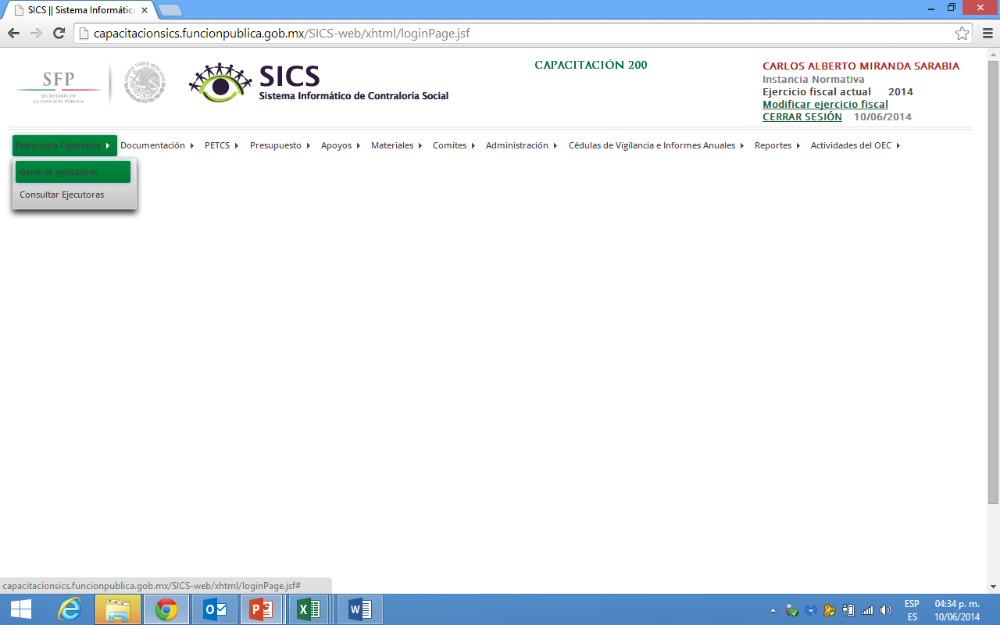 SICS || Sistema Informátic
capacitacionsics.funcionpublica.gob.mx/SICS-web/xhtml/loginPage.jsf
SFP
SECRETARÍA DE
LA FUNCIÓN PÚBLICA
ESTADOS UNIDOS MEXICANOS
SICS
Sistema Informático de Contraloría Social
CAPACITACIÓN 200
CARLOS ALBERTO MIRANDA SARABIA
Instancia Normativa
Ejercicio fiscal actual 2014
Modificar ejercicio fiscal
CERRAR SESIÓN 10/06/2014
Estructura Operativa Documentación PETCS Presupuesto Apoyos Materiales Comites Administración Cédulas de Vigilancia e Informes Anuales Reportes Actividades del OEC
Generar ejecutoras
Consultar Ejecutoras
capacitacionsics.funcionpublica.gob.mx/SICS-web/xhtml/loginPage.jsf#
ESP 04:34 p. m.
ES 10/06/2014